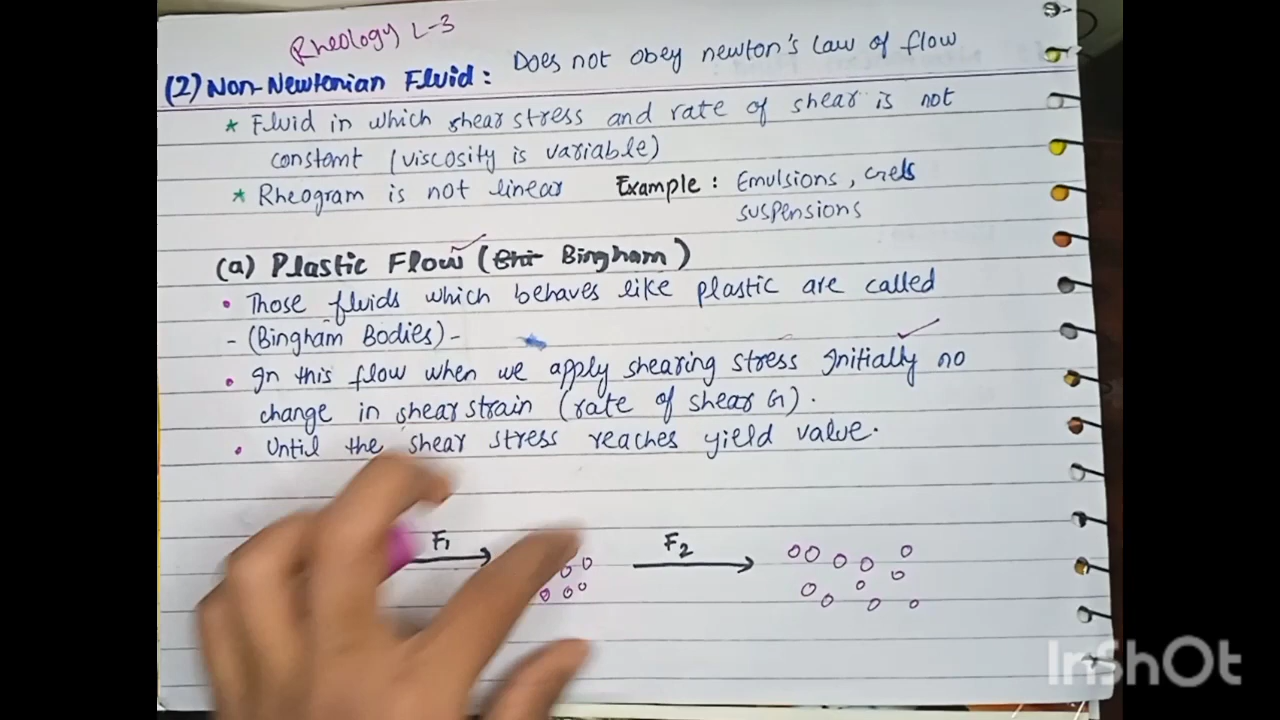 Rheology L-3
(2) Non-Newtonian Fluid: Does not obey newton's law of flow
* Fluid in which shear stress and rate of shear is not
constant (viscosity is variable)
* Rheogram is not linear Example: Emulsions, Gels
suspensions
(a) Plastic Flow (Bingham)
• Those fluids which behaves like plastic are called
- (Bingham Bodies) -
• In this flow when we apply shearing stress Initially no
change in shear strain (rate of shear G).
• Until the shear stress reaches yield value.
F1 F2
InShOt